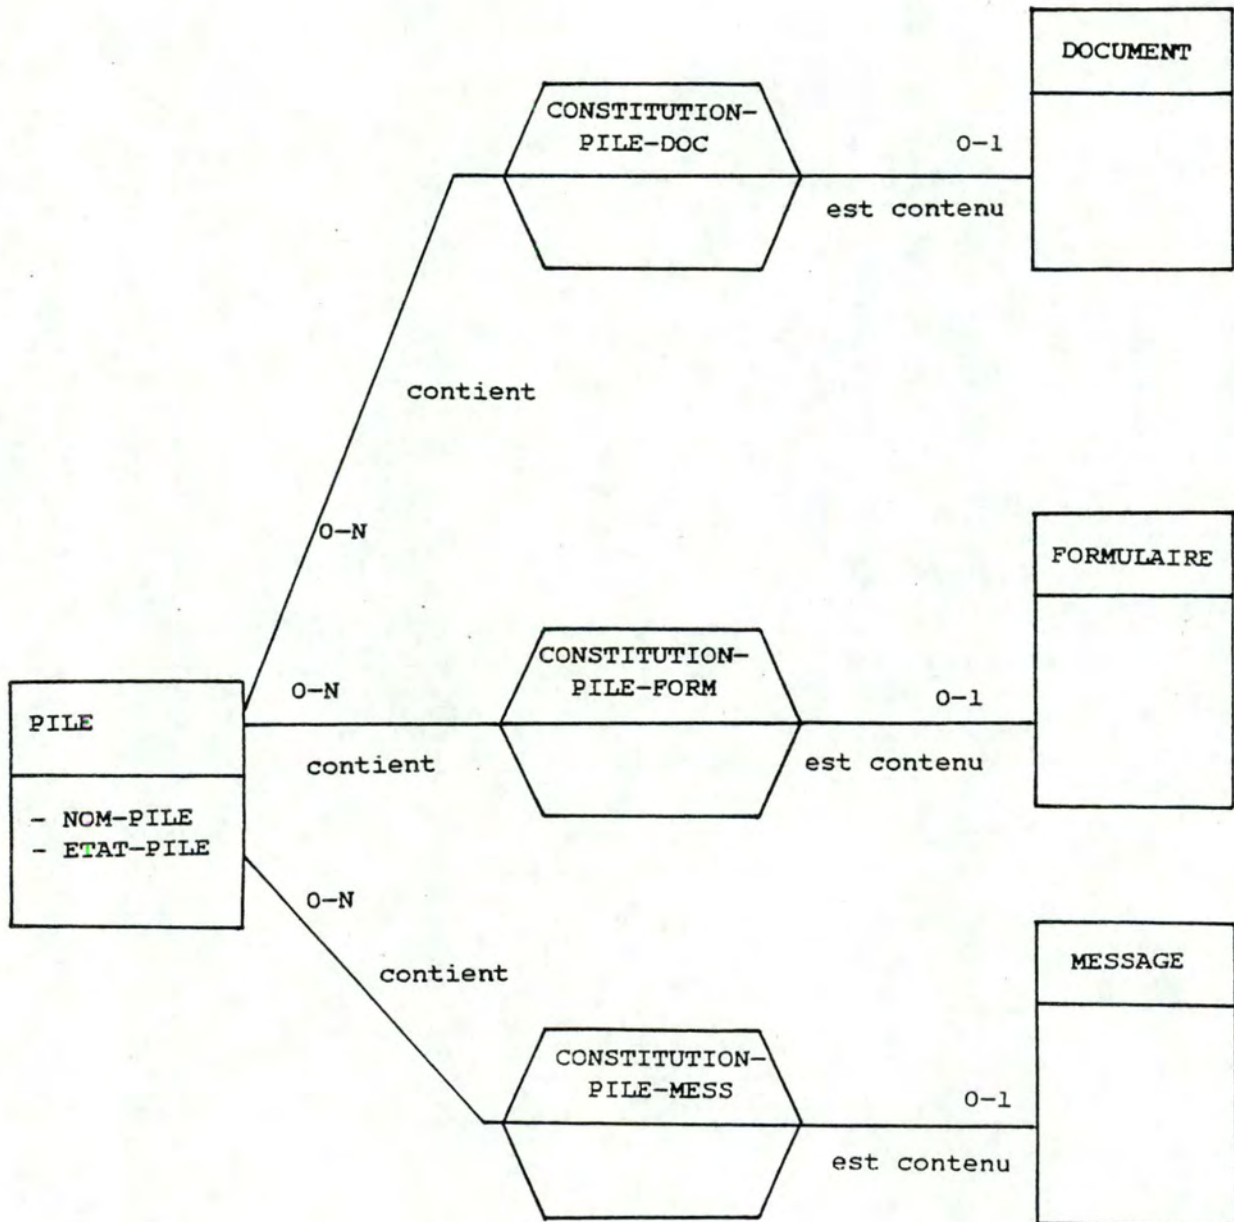 DOCUMENT
CONSTITUTION-
PILE-DOC
0-1
est contenu
contient
0-N
FORMULAIRE
CONSTITUTION-
PILE-FORM
0-N
0-1
PILE
contient
est contenu
- NOM-PILE
- ETAT-PILE
0-N
MESSAGE
contient
CONSTITUTION-
PILE-MESS
0-1
est contenu